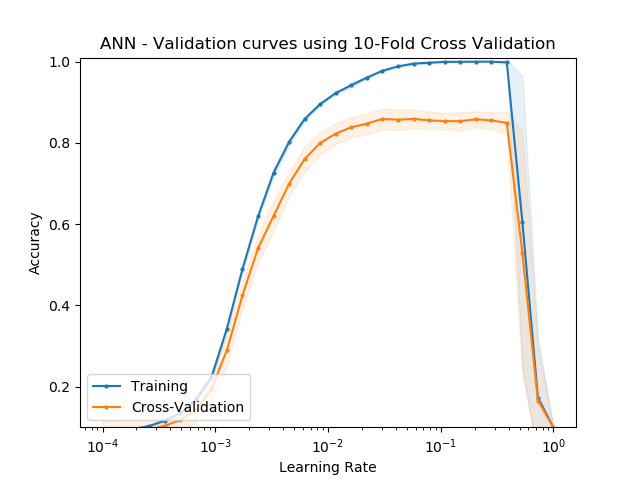 ANN - Validation curves using 10-Fold Cross Validation
1.0
0.8
0.6
0.4
0.2
Accuracy
Training
Cross-Validation
10⁻⁴ 10⁻³ 10⁻² 10⁻¹ 10⁰
Learning Rate